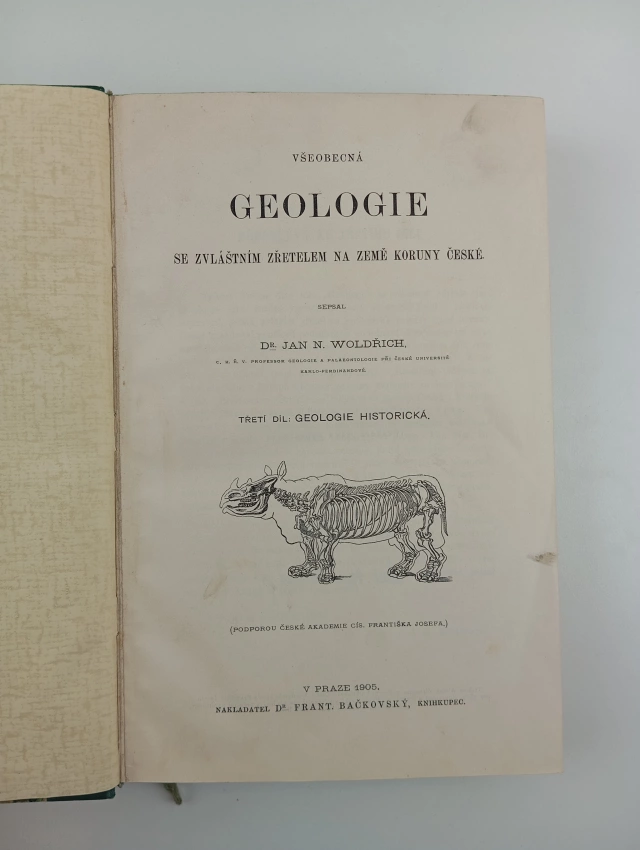 VŠEOBECNÁ
GEOLOGIE
SE ZVLÁŠTNÍM ZŘETELEM NA ZEMĚ KORUNY ČESKÉ.
SEPSAL
DR. JAN N. WOLDŘICH,
C. K. Ř. V. PROFESSOR GEOLOGIE A PALAEONTOLOGIE PŘI ČESKÉ UNIVERSITĚ
KARLO-FERDINANDOVĚ.
TŘETÍ DÍL: GEOLOGIE HISTORICKÁ.
(PODPOROU ČESKÉ AKADEMIE CÍS. FRANTIŠKA JOSEFA.)
V PRAZE 1905.
NAKLADATEL DR. FRANT. BAČKOVSKÝ, KNIHKUPEC.